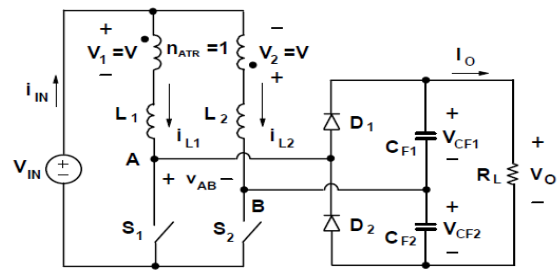 + − 
V1 =V nATR =1 V2 =V
− +
iIN
L1 iL1 L2 iL2
IO
D1
CF1 + VCF1 −
A
+ vAB −
VIN
+ −
B
RL + VO −
S1 S2
D2
CF2 + VCF2 −